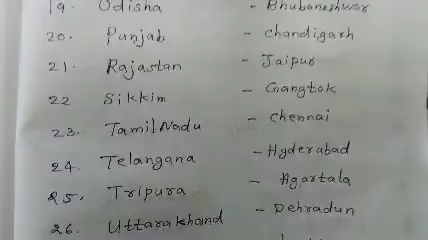 19. Odisha - Bhubaneshwar
20. Punjab - chandigarh
21. Rajastan - Jaipur
22 Sikkim - Gangtok
23. TamilNadu - chennai
24. Telangana - Hyderabad
25. Tripura - Agartala
26. Uttarakhand - Dehradun